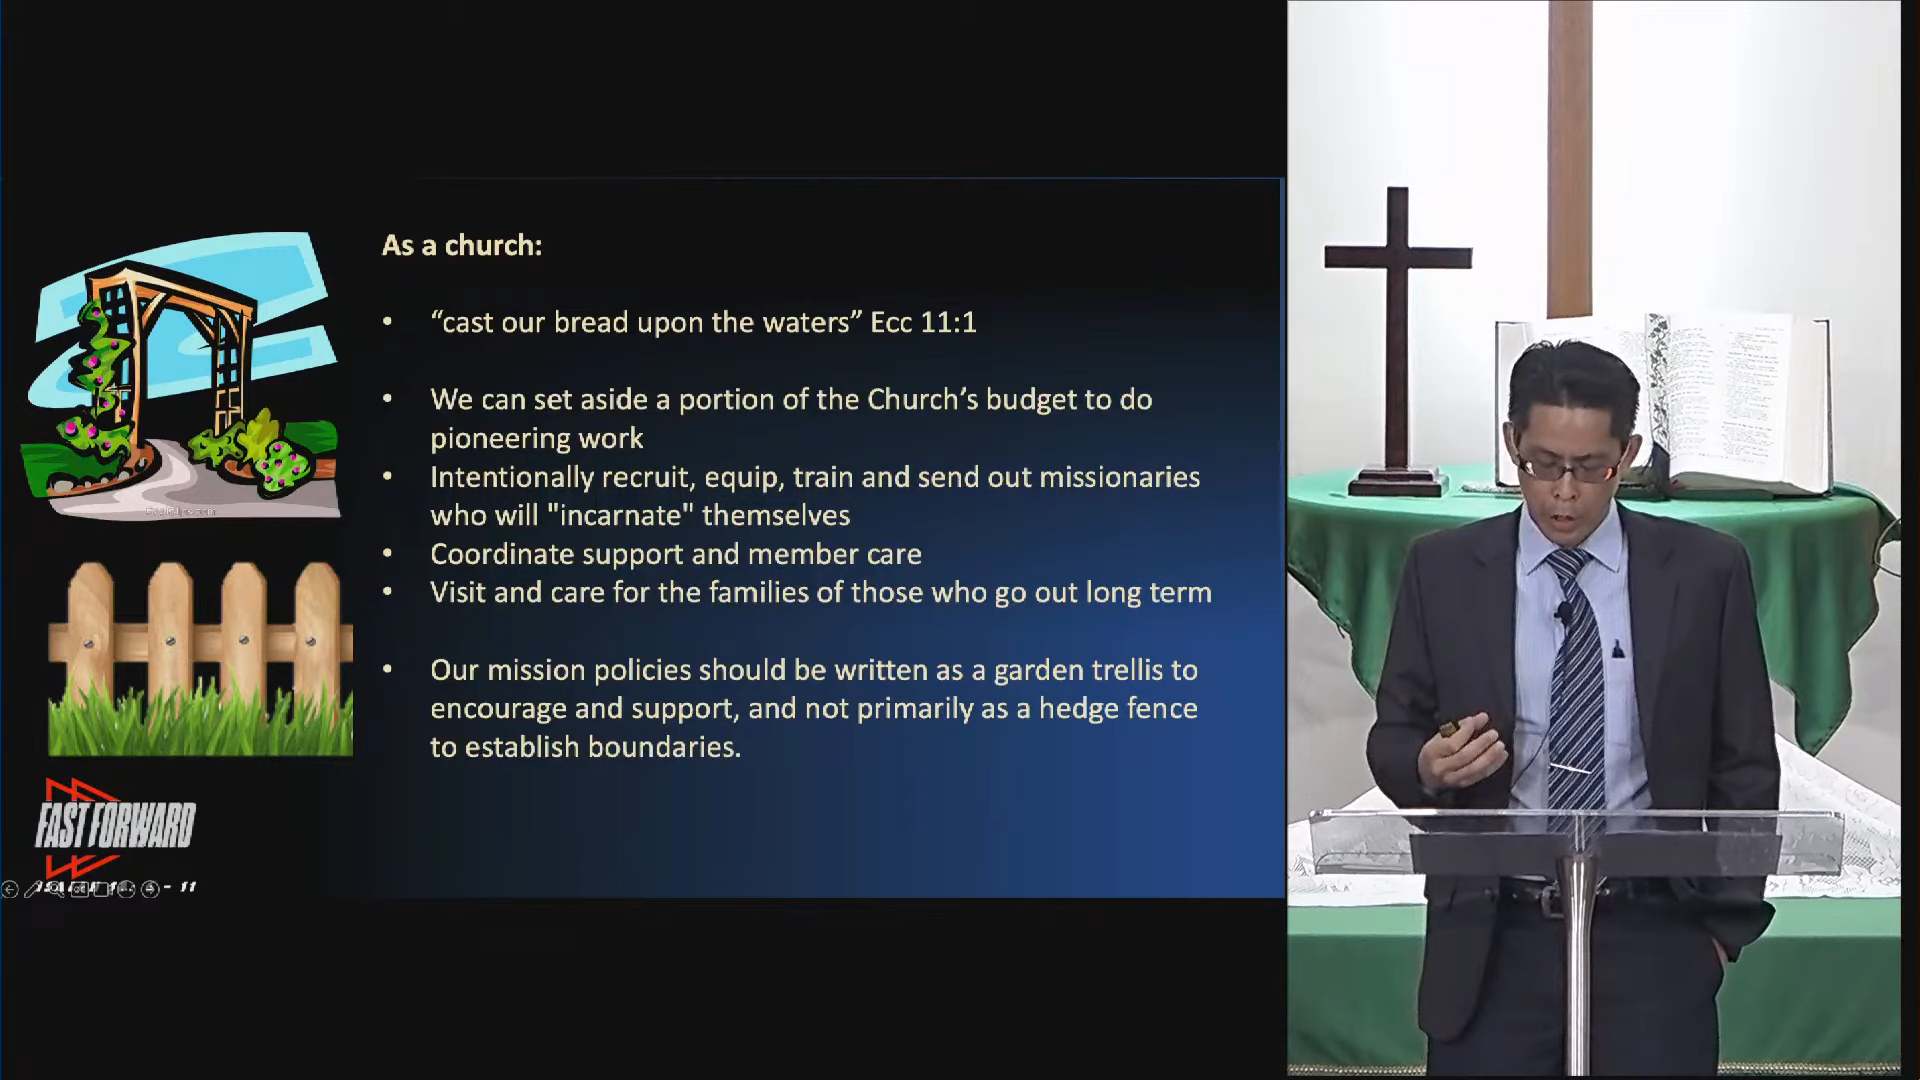 As a church:
• “cast our bread upon the waters” Ecc 11:1
• We can set aside a portion of the Church’s budget to do
pioneering work
• Intentionally recruit, equip, train and send out missionaries
who will "incarnate" themselves
• Coordinate support and member care
• Visit and care for the families of those who go out long term
• Our mission policies should be written as a garden trellis to
encourage and support, and not primarily as a hedge fence
to establish boundaries.
FAST FORWARD
- 11